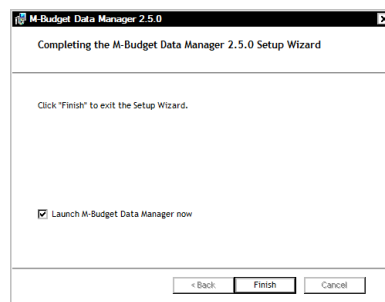 M-Budget Data Manager 2.5.0
Completing the M-Budget Data Manager 2.5.0 Setup Wizard
Click "Finish" to exit the Setup Wizard.
Launch M-Budget Data Manager now
< Back
Finish
Cancel